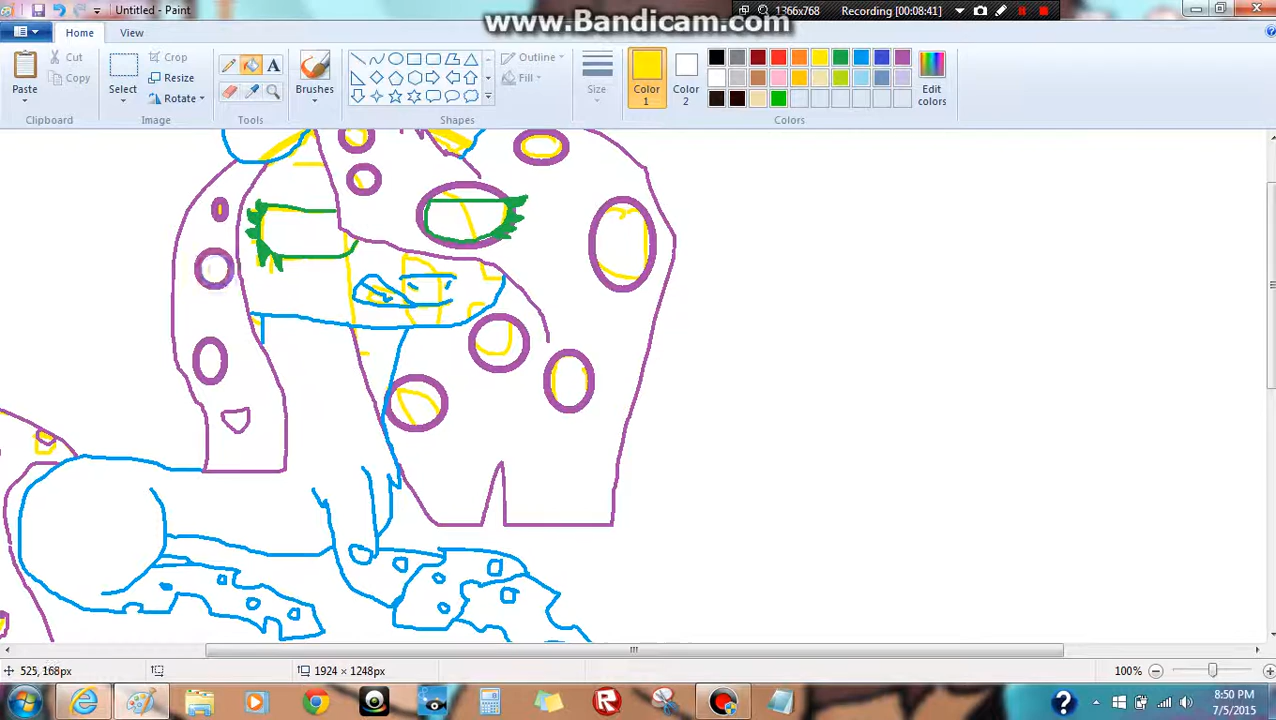 www.Bandicam.com
Untitled - Paint
1366x768
Recording [00:08:41]
Home
View
Paste
Cut
Copy
Clipboard
Select
Crop
Resize
Rotate
Image
A
Tools
Brushes
Outline
Fill
Shapes
Size
Color 1
Color 2
Edit colors
Colors
525, 168px
1924 × 1248px
100%
8:50 PM
7/5/2015